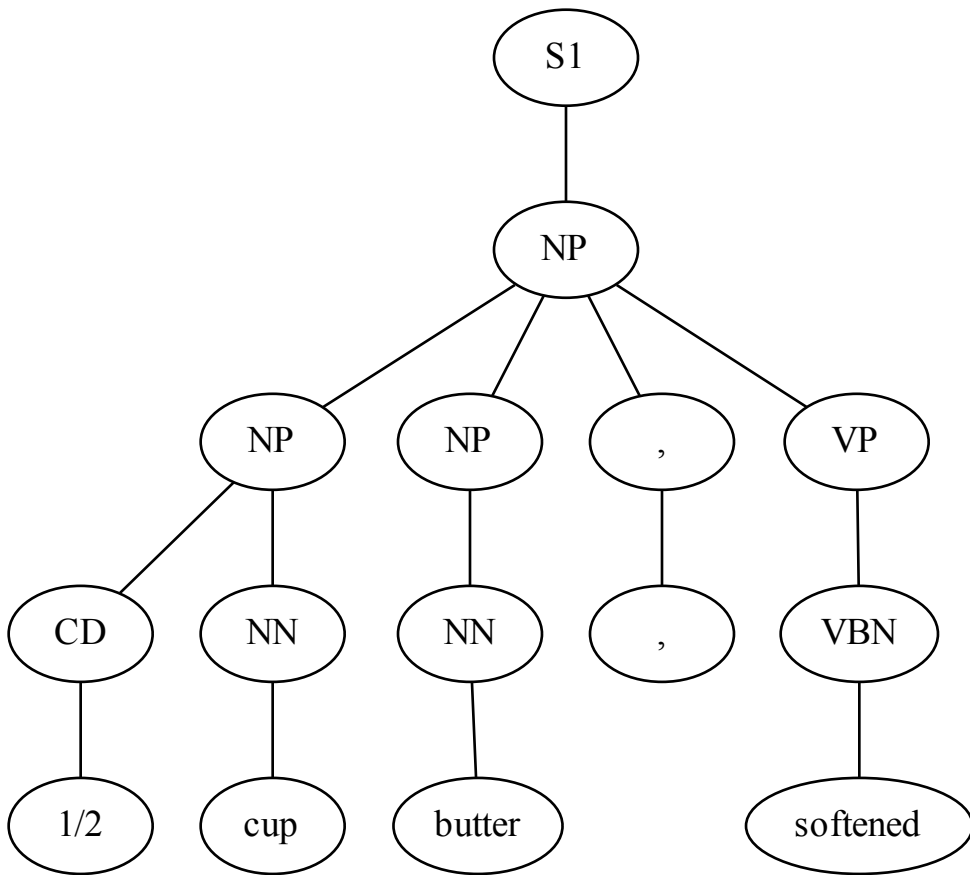 S1
NP
NP NP , VP
CD NN NN , VBN
1/2 cup butter softened